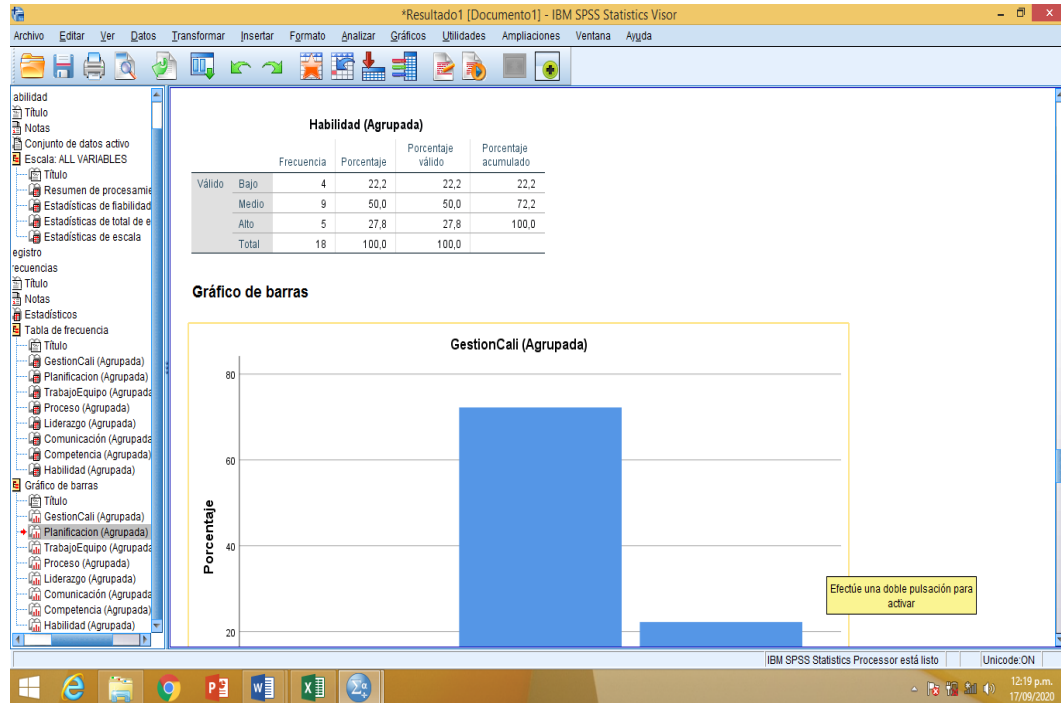 *Resultado1 [Documento1] - IBM SPSS Statistics Visor
Archivo Editar Ver Datos Transformar Insertar Formato Analizar Gráficos Utilidades Ampliaciones Ventana Ayuda
abilidad
Título
Notas
Conjunto de datos activo
Escala: ALL VARIABLES
Título
Resumen de procesamie
Estadísticas de fiabilidad
Estadísticas de total de e
Estadísticas de escala
egistro
recuencias
Título
Notas
Estadísticos
Tabla de frecuencia
Título
GestionCali (Agrupada)
Planificacion (Agrupada)
TrabajoEquipo (Agrupada
Proceso (Agrupada)
Liderazgo (Agrupada)
Comunicación (Agrupada
Competencia (Agrupada)
Habilidad (Agrupada)
Gráfico de barras
Título
GestionCali (Agrupada)
Planificacion (Agrupada)
TrabajoEquipo (Agrupada
Proceso (Agrupada)
Liderazgo (Agrupada)
Comunicación (Agrupada
Competencia (Agrupada)
Habilidad (Agrupada)
Habilidad (Agrupada)
Frecuencia Porcentaje Porcentaje válido Porcentaje acumulado
Válido Bajo 4 22,2 22,2 22,2
Medio 9 50,0 50,0 72,2
Alto 5 27,8 27,8 100,0
Total 18 100,0 100,0
Gráfico de barras
GestionCali (Agrupada)
Porcentaje
80
60
40
20
Efectúe una doble pulsación para
activar
IBM SPSS Statistics Processor está listo Unicode:ON
12:19 p.m.
17/09/2020